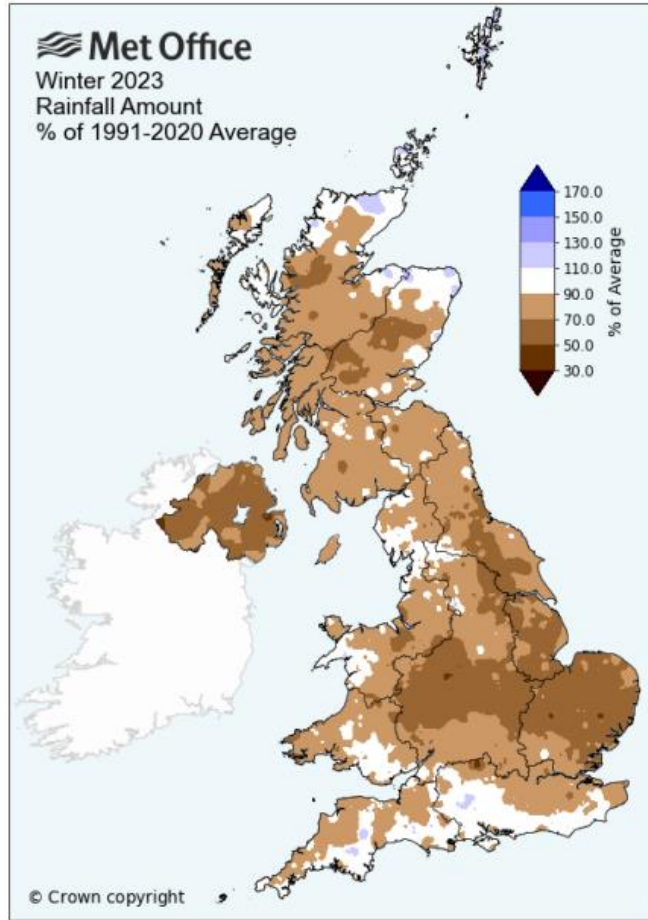 Met Office
Winter 2023
Rainfall Amount
% of 1991-2020 Average
170.0
150.0
130.0
110.0
90.0
70.0
50.0
30.0
% of Average
© Crown copyright